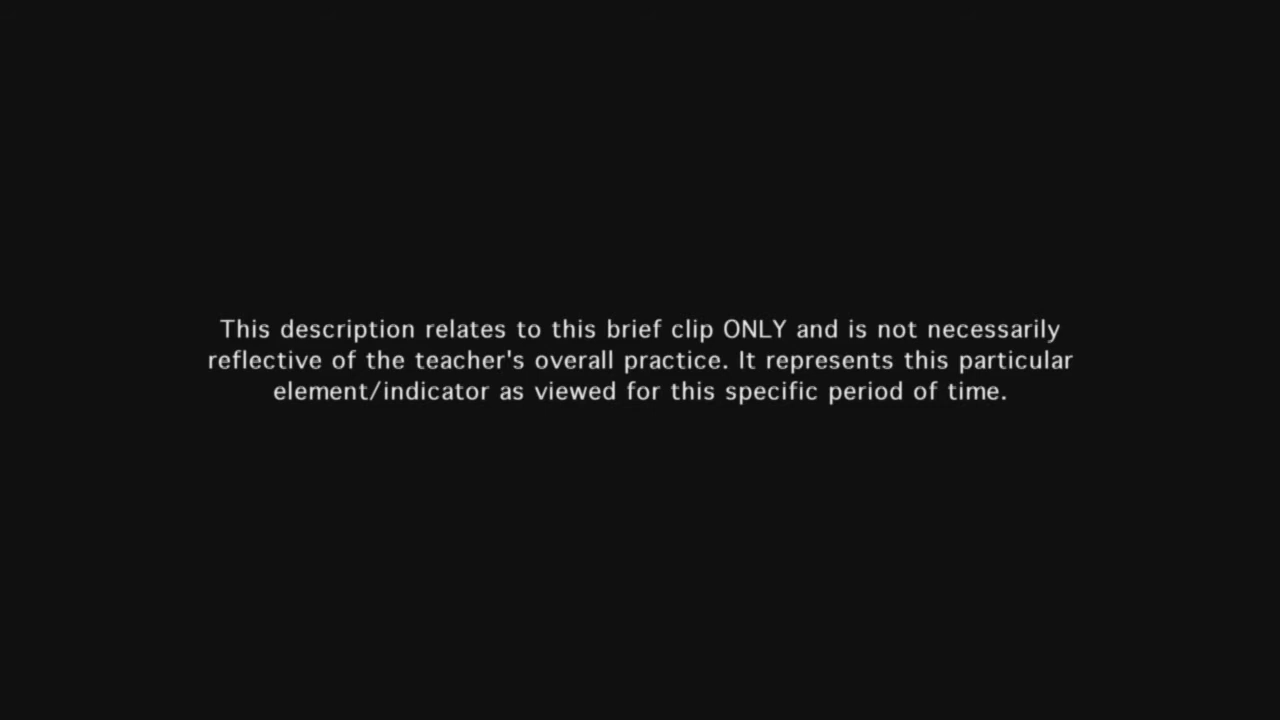 This description relates to this brief clip ONLY and is not necessarily
reflective of the teacher's overall practice. It represents this particular
element/indicator as viewed for this specific period of time.